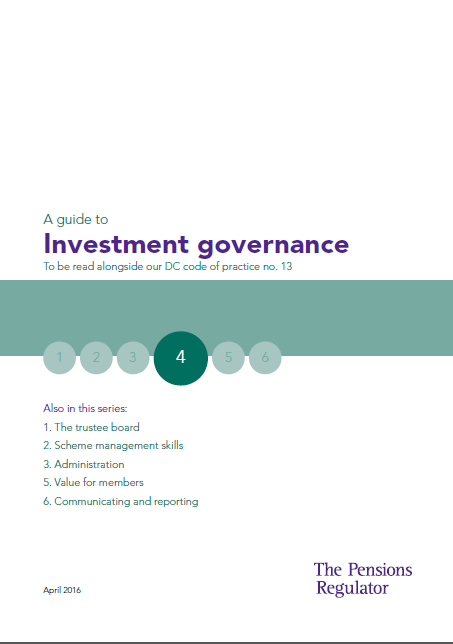 A guide to
Investment governance
To be read alongside our DC code of practice no. 13
1 2 3 4 5 6
Also in this series:
1. The trustee board
2. Scheme management skills
3. Administration
5. Value for members
6. Communicating and reporting
The Pensions
Regulator
April 2016